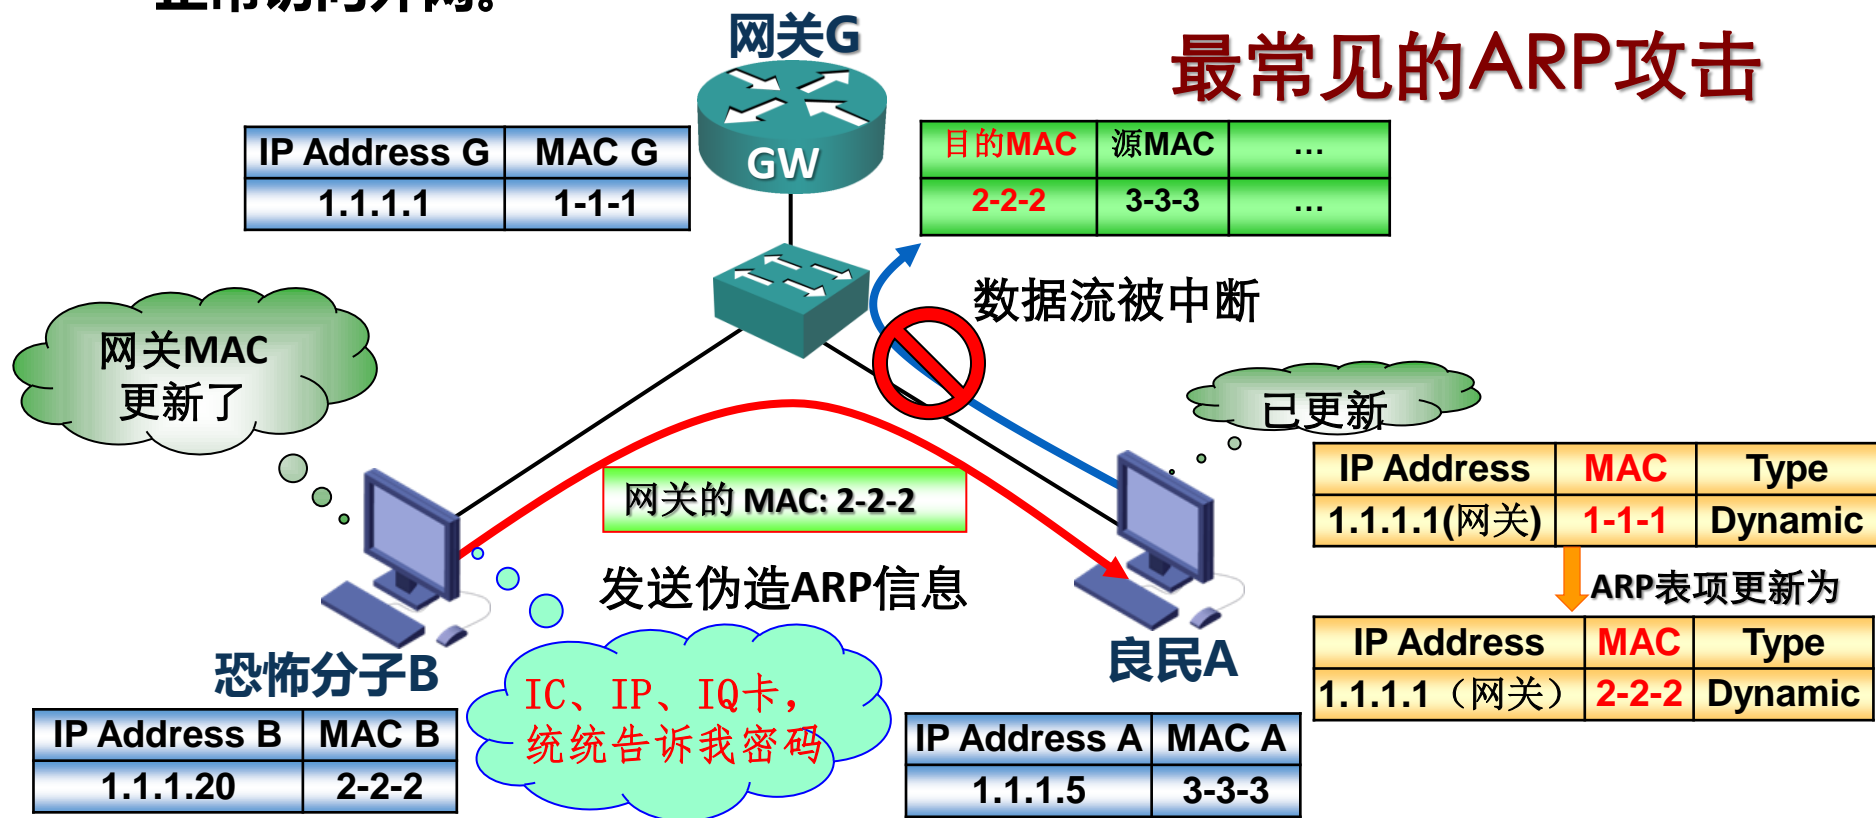 正常访问外网。
网关G
最常见的ARP攻击
IP Address G MAC G
1.1.1.1 1-1-1
GW
目的MAC 源MAC …
2-2-2 3-3-3 …
数据流被中断
网关MAC
更新了
已更新
IP Address MAC Type
1.1.1.1(网关) 1-1-1 Dynamic
网关的 MAC: 2-2-2
ARP表项更新为
发送伪造ARP信息
IP Address MAC Type
1.1.1.1（网关） 2-2-2 Dynamic
恐怖分子B
良民A
IC、IP、IQ卡，
统统告诉我密码
IP Address B MAC B
1.1.1.20 2-2-2
IP Address A MAC A
1.1.1.5 3-3-3